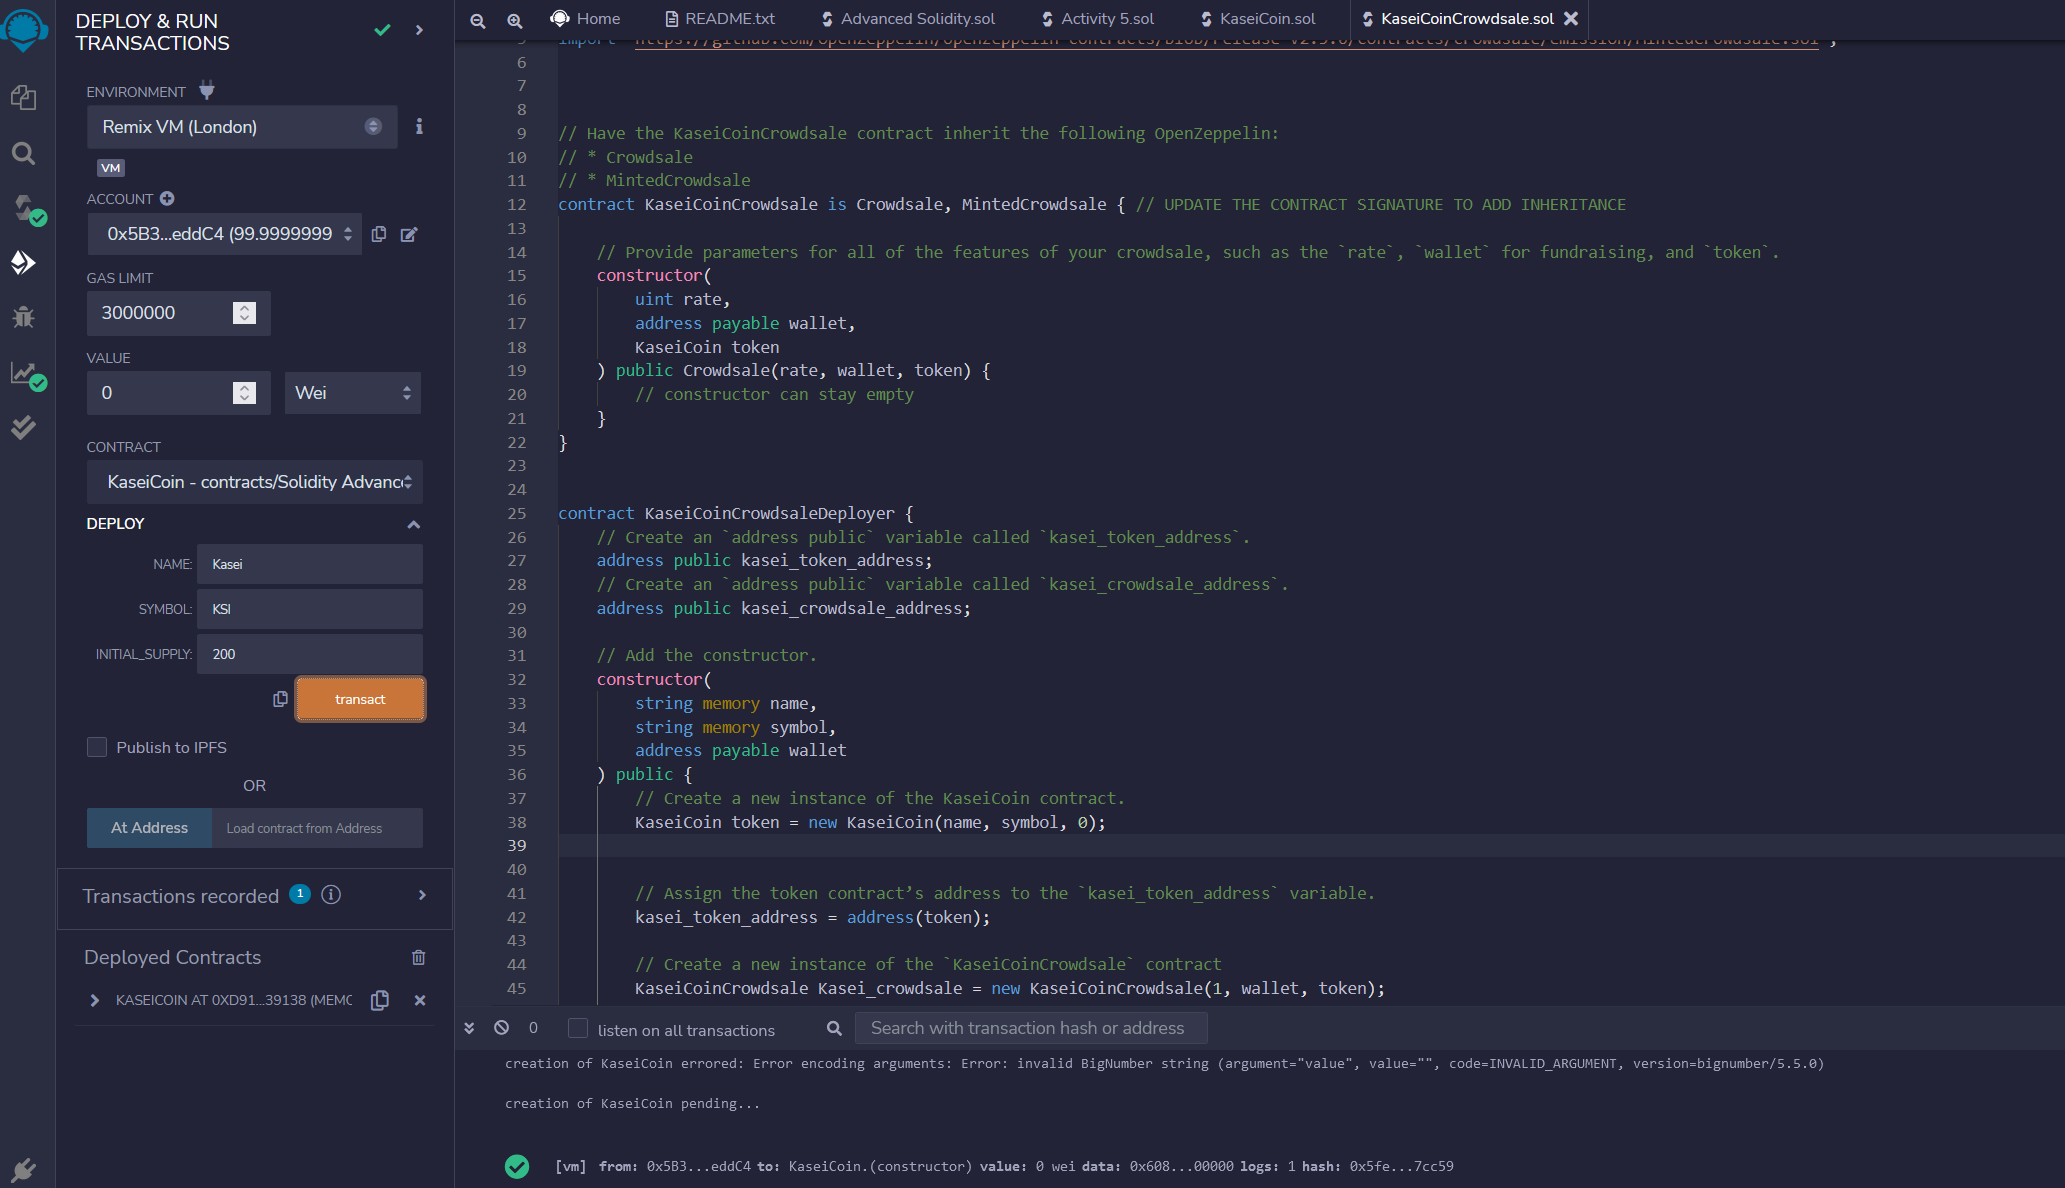 DEPLOY & RUN
TRANSACTIONS
ENVIRONMENT
Remix VM (London)
VM
ACCOUNT
0x5B3...eddC4 (99.9999999
GAS LIMIT
3000000
VALUE
0
Wei
CONTRACT
KaseiCoin - contracts/Solidity Advanc
DEPLOY
NAME: Kasei
SYMBOL: KSI
INITIAL_SUPPLY: 200
transact
Publish to IPFS
OR
At Address Load contract from Address
Transactions recorded 1
Deployed Contracts
KASEICOIN AT 0XD91...39138 (MEMO
Home README.txt Advanced Solidity.sol Activity 5.sol KaseiCoin.sol KaseiCoinCrowdsale.sol
5 import "https://github.com/OpenZeppelin/openzeppelin-contracts/blob/release-v2.5.0/contracts/crowdsale/emission/MintedCrowdsale.sol";
6
7
8
9 // Have the KaseiCoinCrowdsale contract inherit the following OpenZeppelin:
10 // * Crowdsale
11 // * MintedCrowdsale
12 contract KaseiCoinCrowdsale is Crowdsale, MintedCrowdsale { // UPDATE THE CONTRACT SIGNATURE TO ADD INHERITANCE
13
14 // Provide parameters for all of the features of your crowdsale, such as the `rate`, `wallet` for fundraising, and `token`.
15 constructor(
16 uint rate,
17 address payable wallet,
18 KaseiCoin token
19 ) public Crowdsale(rate, wallet, token) {
20 // constructor can stay empty
21 }
22 }
23
24
25 contract KaseiCoinCrowdsaleDeployer {
26 // Create an `address public` variable called `kasei_token_address`.
27 address public kasei_token_address;
28 // Create an `address public` variable called `kasei_crowdsale_address`.
29 address public kasei_crowdsale_address;
30
31 // Add the constructor.
32 constructor(
33 string memory name,
34 string memory symbol,
35 address payable wallet
36 ) public {
37 // Create a new instance of the KaseiCoin contract.
38 KaseiCoin token = new KaseiCoin(name, symbol, 0);
39
40
41 // Assign the token contract’s address to the `kasei_token_address` variable.
42 kasei_token_address = address(token);
43
44 // Create a new instance of the `KaseiCoinCrowdsale` contract
45 KaseiCoinCrowdsale Kasei_crowdsale = new KaseiCoinCrowdsale(1, wallet, token);
0 listen on all transactions Search with transaction hash or address
creation of KaseiCoin errored: Error encoding arguments: Error: invalid BigNumber string (argument="value", value="", code=INVALID_ARGUMENT, version=bignumber/5.5.0)
creation of KaseiCoin pending...
[vm] from: 0x5B3...eddC4 to: KaseiCoin.(constructor) value: 0 wei data: 0x608...00000 logs: 1 hash: 0x5fe...7cc59